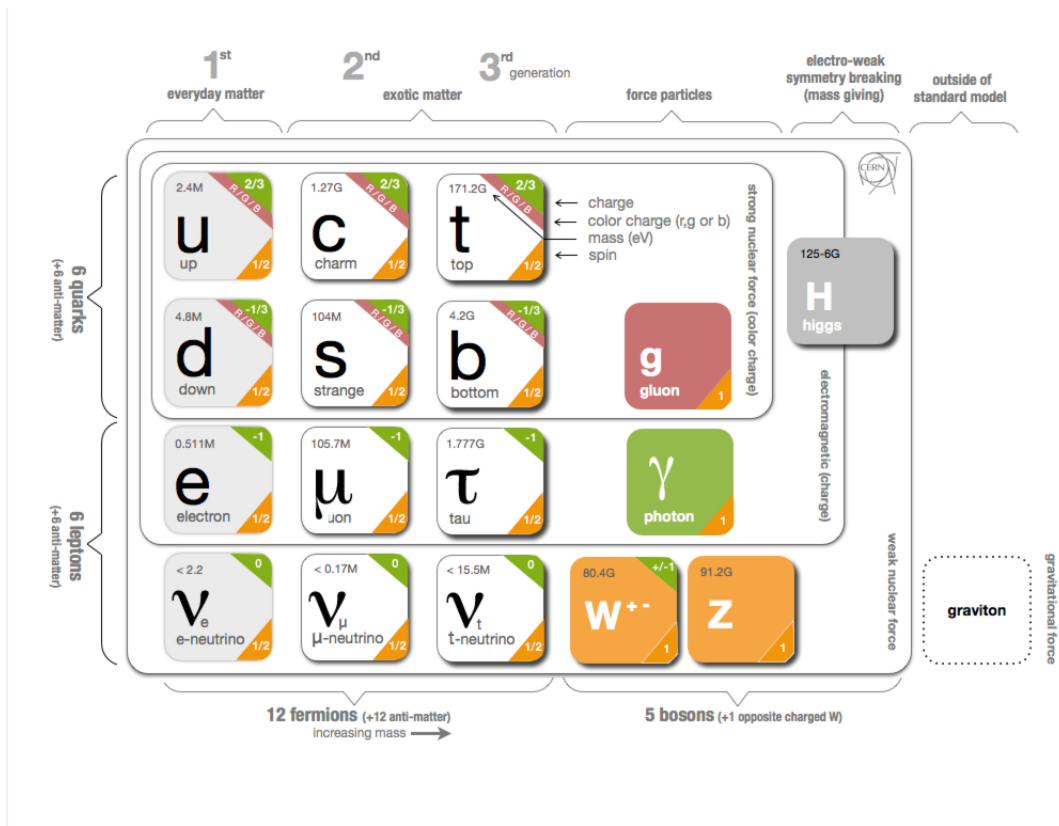 1st
everyday matter
2nd
3rd generation
exotic matter
force particles
electro-weak
symmetry breaking
(mass giving)
outside of
standard model
CERN
6 quarks
(+6 anti-matter)
2.4M
2/3
R/G/B
u
up
1/2
1.27G
2/3
R/G/B
c
charm
1/2
171.2G
2/3
R/G/B
t
top
1/2
charge
color charge (r,g or b)
mass (eV)
spin
strong nuclear force (color charge)
125-6G
H
higgs
4.8M
-1/3
R/G/B
d
down
1/2
104M
-1/3
R/G/B
s
strange
1/2
4.2G
-1/3
R/G/B
b
bottom
1/2
g
gluon
1
electromagnetic (charge)
6 leptons
(+6 anti-matter)
0.511M
-1
e
electron
1/2
105.7M
-1
μ
uon
1/2
1.777G
-1
τ
tau
1/2
γ
photon
1
weak nuclear force
< 2.2
0
νe
e-neutrino
1/2
< 0.17M
0
νμ
μ-neutrino
1/2
< 15.5M
0
νt
t-neutrino
1/2
80.4G
+/-1
W+-
1
91.2G
Z
1
graviton
gravitational force
12 fermions (+12 anti-matter)
increasing mass
5 bosons (+1 opposite charged W)